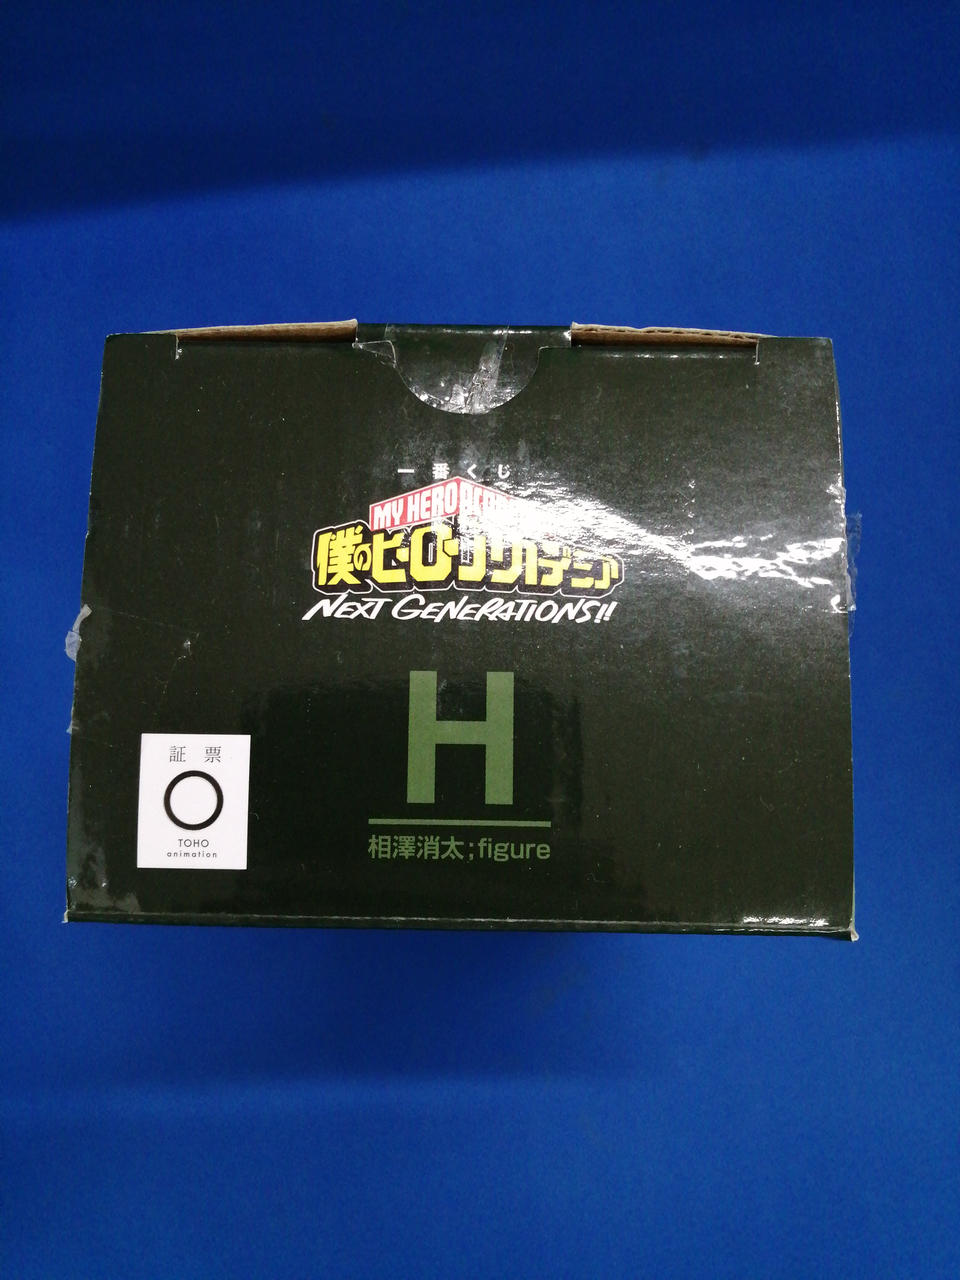 一番くじ
MY HERO ACADEMIA
僕のヒーローアカデミア
NEXT GENERATIONS!!
H
相澤消太;figure
証 票
TOHO
animation